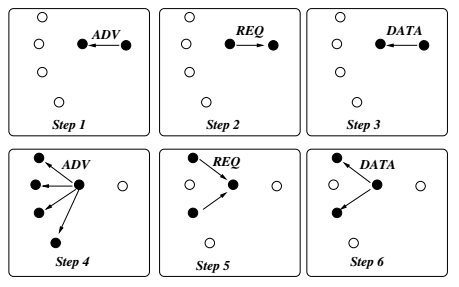 ADV
Step 1
REQ
Step 2
DATA
Step 3
ADV
Step 4
REQ
Step 5
DATA
Step 6